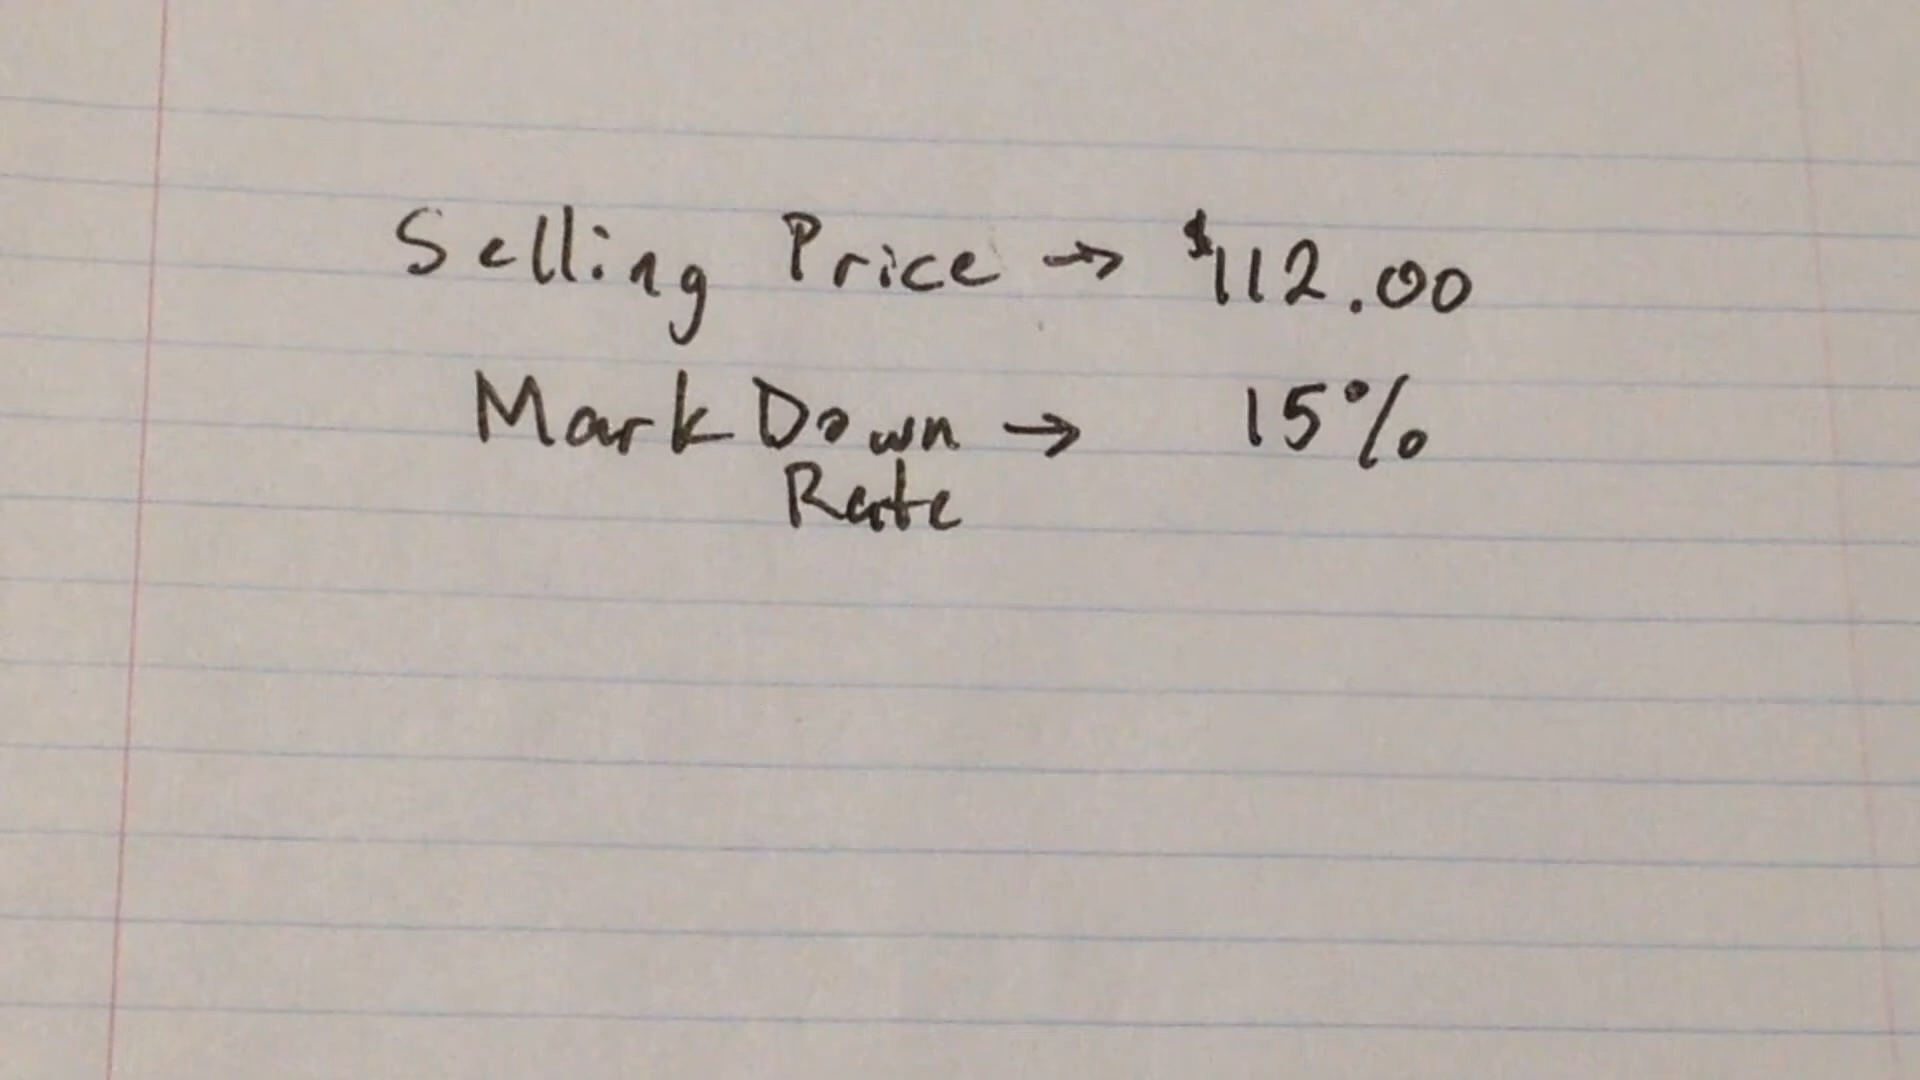 Selling Price → $112.00
Mark Down → 15%
Rate